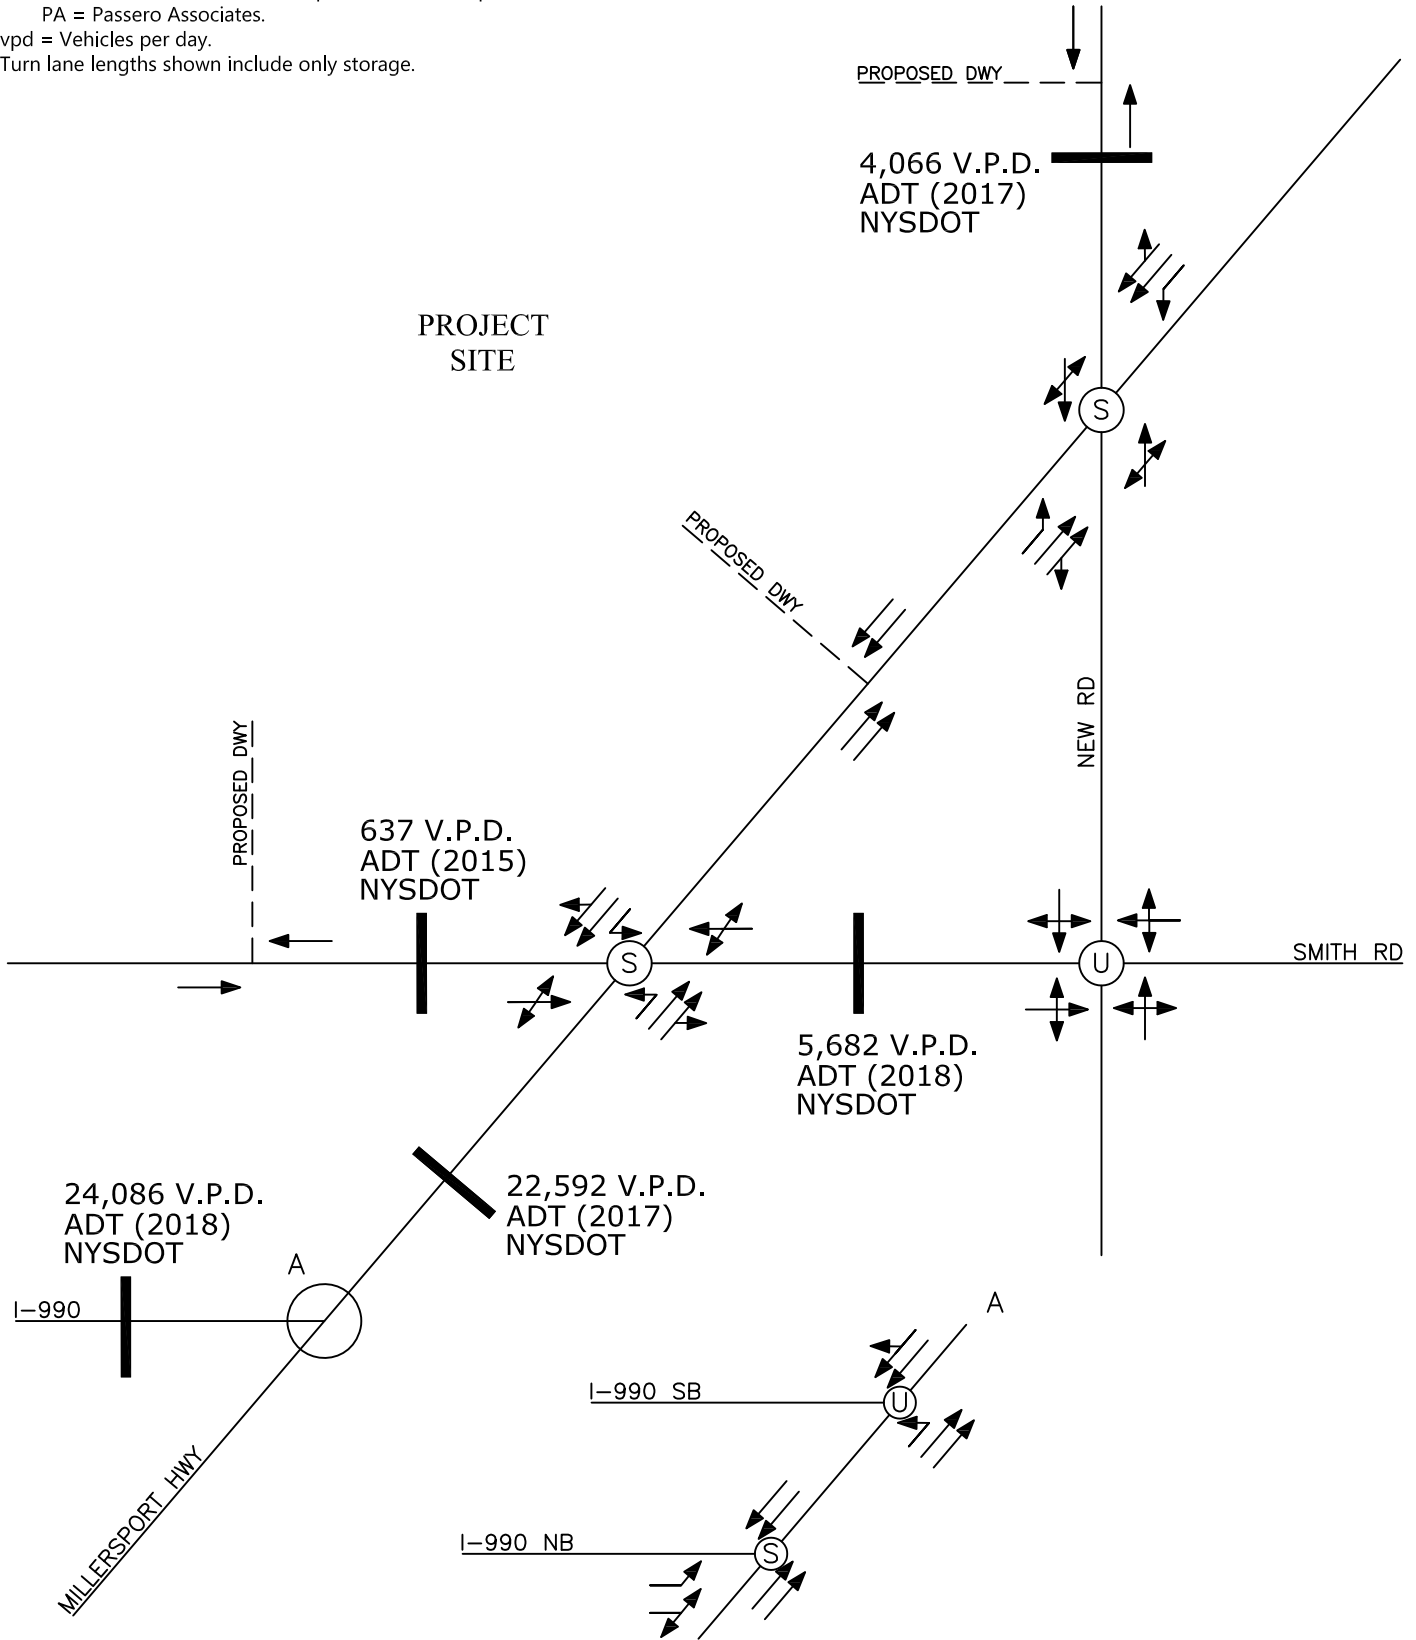 PA = Passero Associates.
vpd = Vehicles per day.
Turn lane lengths shown include only storage.
PROPOSED DWY
4,066 V.P.D.
ADT (2017)
NYSDOT
PROJECT
SITE
S
PROPOSED DWY
NEW RD
PROPOSED DWY
637 V.P.D.
ADT (2015)
NYSDOT
S
U
SMITH RD
5,682 V.P.D.
ADT (2018)
NYSDOT
24,086 V.P.D.
ADT (2018)
NYSDOT
22,592 V.P.D.
ADT (2017)
NYSDOT
A
I-990
MILLERSPORT HWY
A
I-990 SB
U
I-990 NB
S